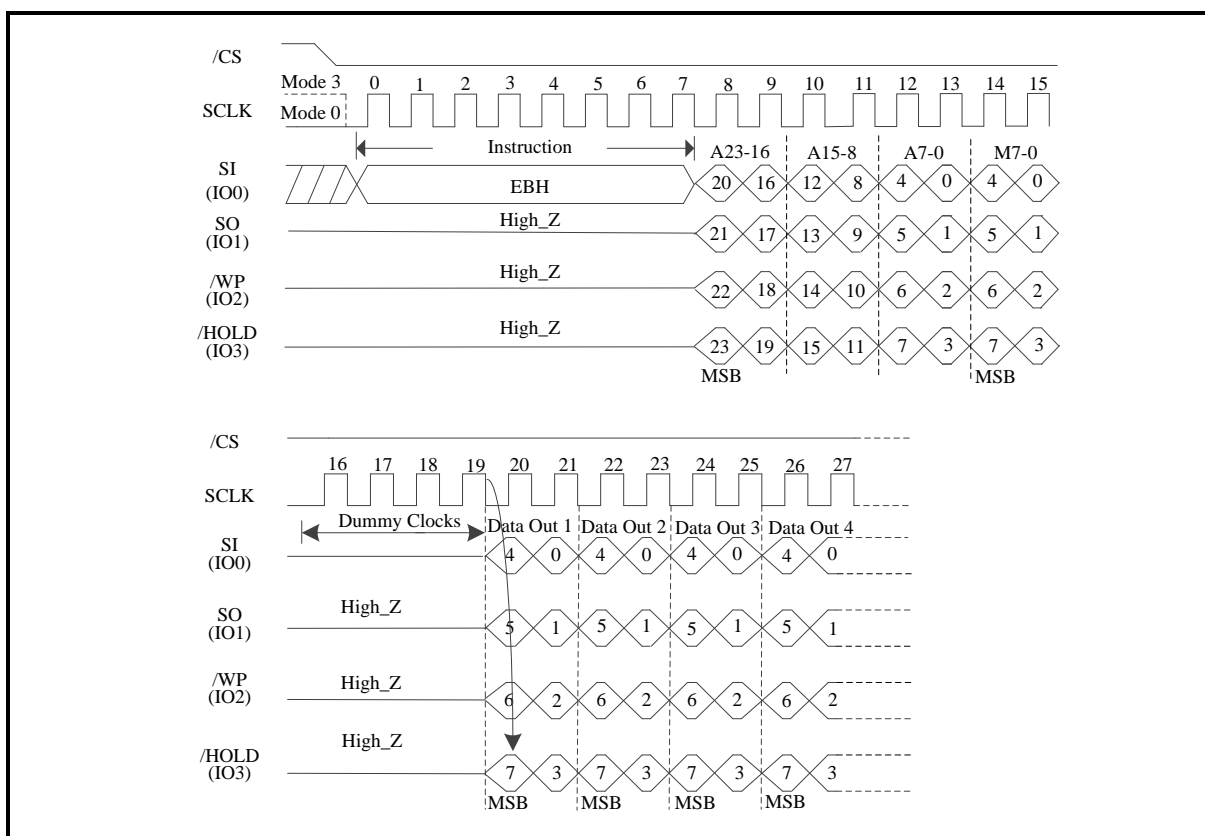 /CS
Mode 3 0 1 2 3 4 5 6 7 8 9 10 11 12 13 14 15
SCLK
Mode 0
Instruction
A23-16 A15-8 A7-0 M7-0
SI
(IO0)
EBH
20 16 12 8 4 0 4 0
SO
(IO1)
High_Z
21 17 13 9 5 1 5 1
/WP
(IO2)
High_Z
22 18 14 10 6 2 6 2
/HOLD
(IO3)
High_Z
23 19 15 11 7 3 7 3
MSB MSB
/CS
16 17 18 19 20 21 22 23 24 25 26 27
SCLK
Dummy Clocks Data Out 1 Data Out 2 Data Out 3 Data Out 4
SI
(IO0)
4 0 4 0 4 0 4 0
SO
(IO1)
High_Z
5 1 5 1 5 1 5 1
/WP
(IO2)
High_Z
6 2 6 2 6 2 6 2
/HOLD
(IO3)
High_Z
7 3 7 3 7 3 7 3
MSB MSB MSB MSB